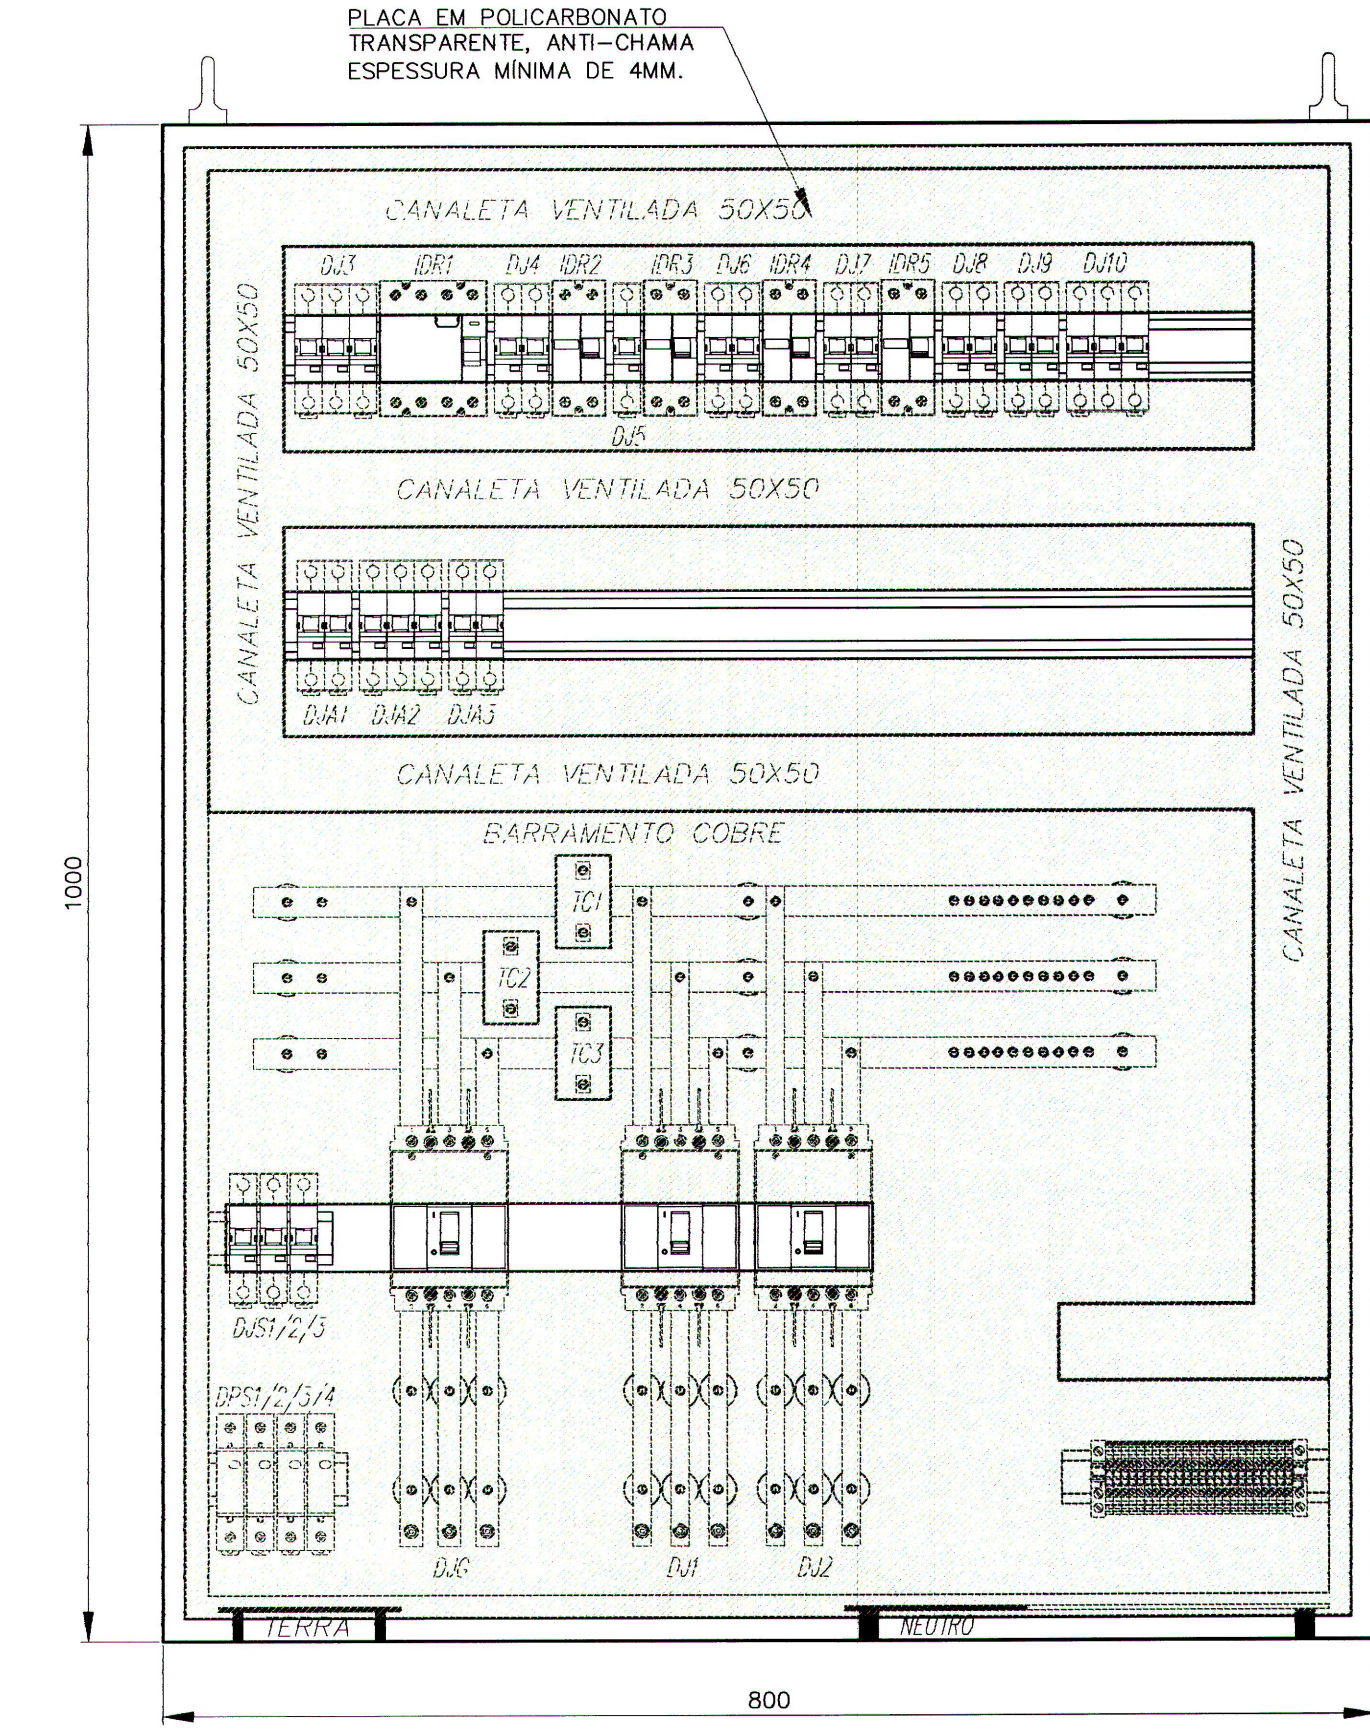 PLACA EM POLICARBONATO
TRANSPARENTE, ANTI-CHAMA
ESPESSURA MÍNIMA DE 4MM.
CANALETA VENTILADA 50X50
DJ3 IDR1 DJ4 IDR2 IDR3 DJ6 IDR4 DJ7 IDR5 DJ8 DJ9 DJ10
DJ5
CANALETA VENTILADA 50X50
CANALETA VENTILADA 50X50
DJA1 DJA2 DJA3
CANALETA VENTILADA 50X50
CANALETA VENTILADA 50X50
BARRAMENTO COBRE
TC1
TC2
TC3
1000
DJS1/2/3
DPS1/2/3/4
DJG DJ1 DJ2
TERRA
NEUTRO
800